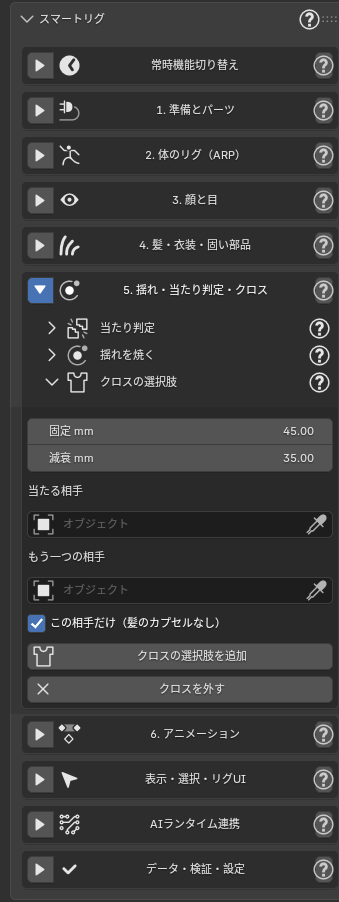 スマートリグ
常時機能切り替え
1. 準備とパーツ
2. 体のリグ（ARP）
3. 顔と目
4. 髪・衣装・固い部品
5. 揺れ・当たり判定・クロス
当たり判定
揺れを焼く
クロスの選択肢
固定 mm 45.00
減衰 mm 35.00
当たる相手
オブジェクト
もう一つの相手
オブジェクト
この相手だけ（髪のカプセルなし）
クロスの選択肢を追加
クロスを外す
6. アニメーション
表示・選択・リグUI
AIランタイム連携
データ・検証・設定